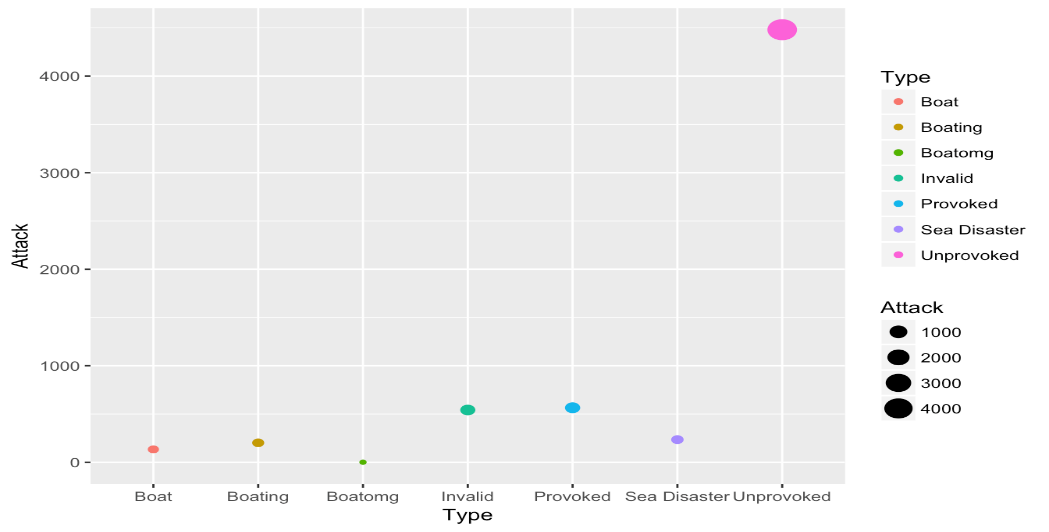 4000
3000
2000
1000
0
Attack
Boat Boating Boatomg Invalid Provoked Sea Disaster Unprovoked
Type
Type
Boat
Boating
Boatomg
Invalid
Provoked
Sea Disaster
Unprovoked
Attack
1000
2000
3000
4000